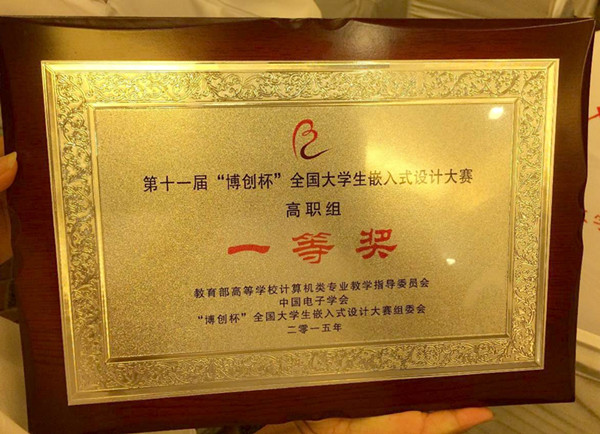 第十一届“博创杯”全国大学生嵌入式设计大赛
高职组
一等奖
教育部高等学校计算机类专业教学指导委员会
中国电子学会
“博创杯”全国大学生嵌入式设计大赛组委会
二零一五年